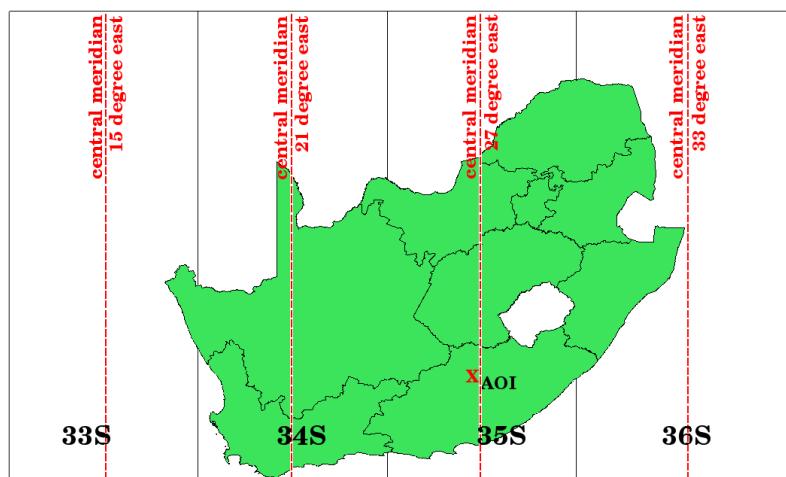 central meridian
15 degree east
central meridian
21 degree east
central meridian
27 degree east
central meridian
33 degree east
X
AOI
33S
34S
35S
36S